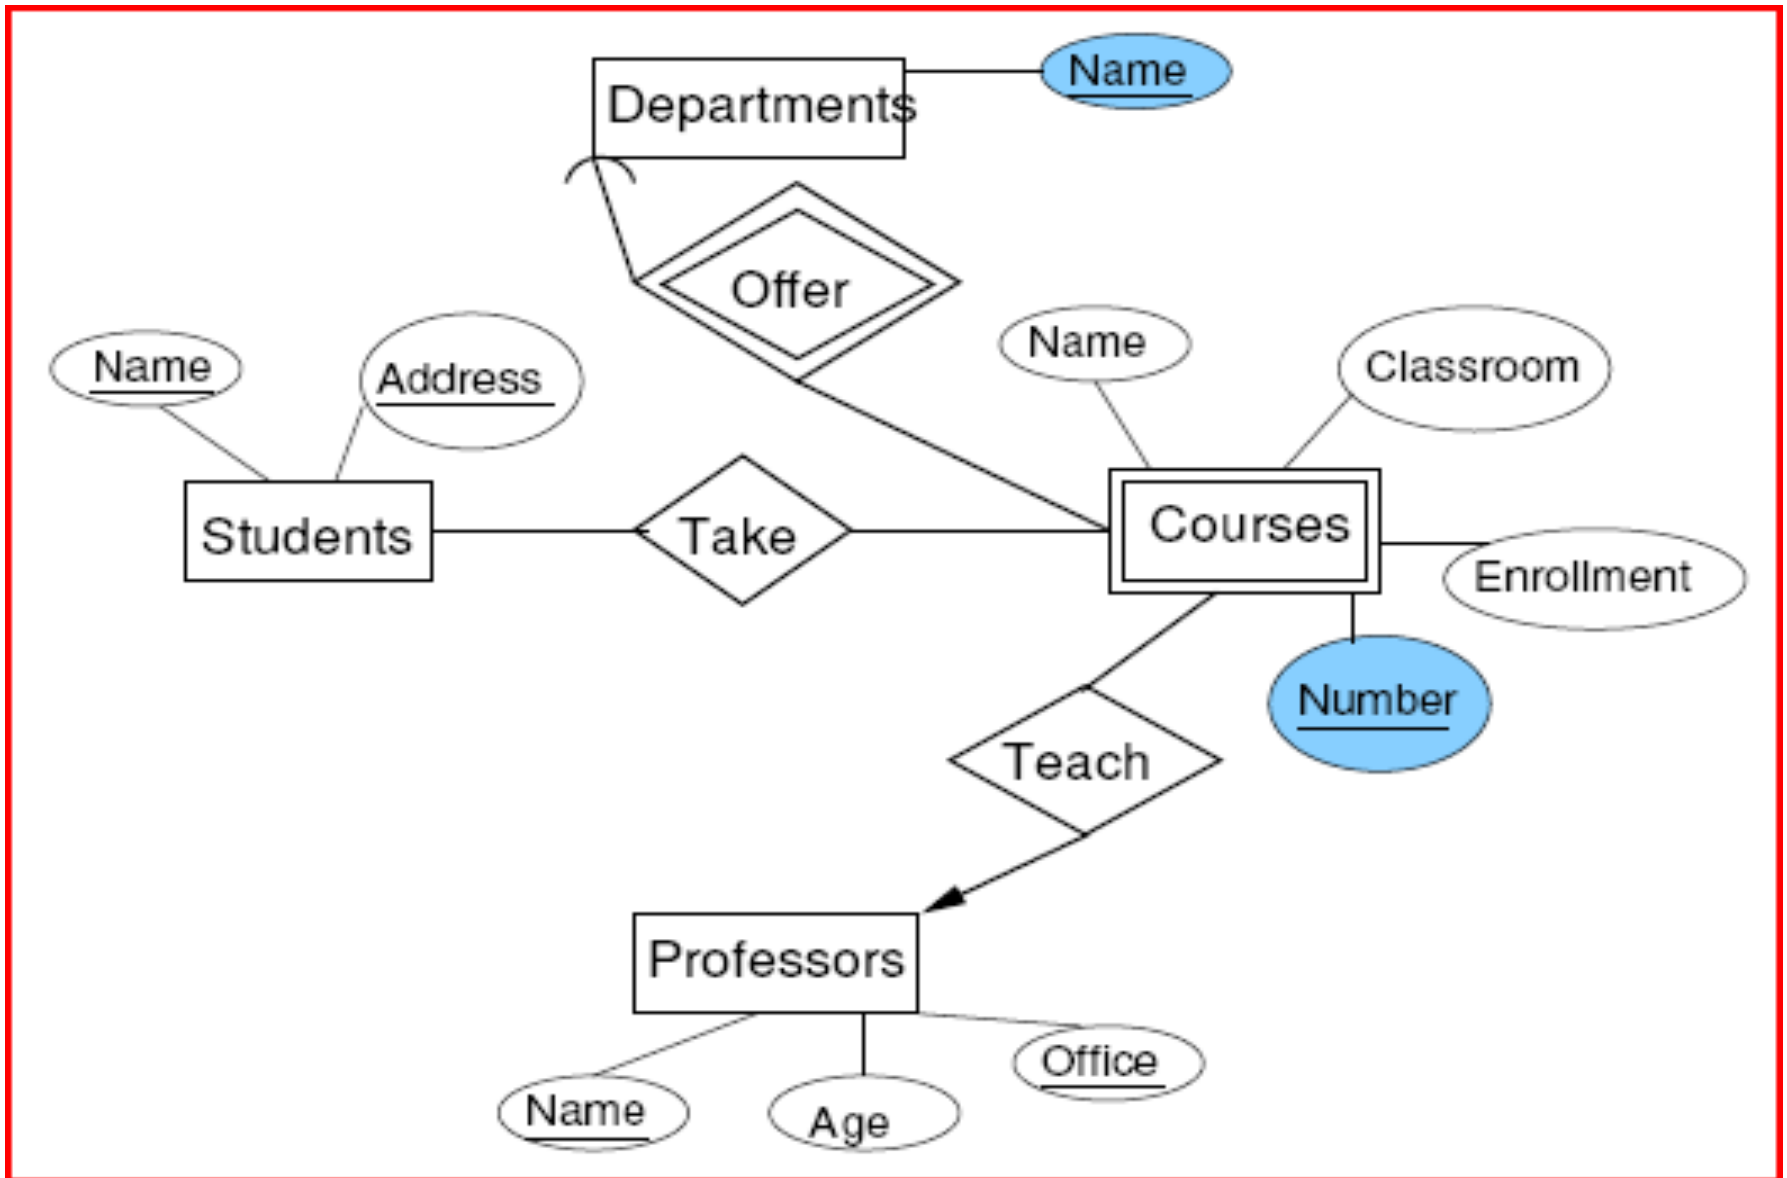 Name
Departments
Offer
Name
Classroom
Name
Address
Courses
Students
Take
Enrollment
Number
Teach
Professors
Office
Name
Age